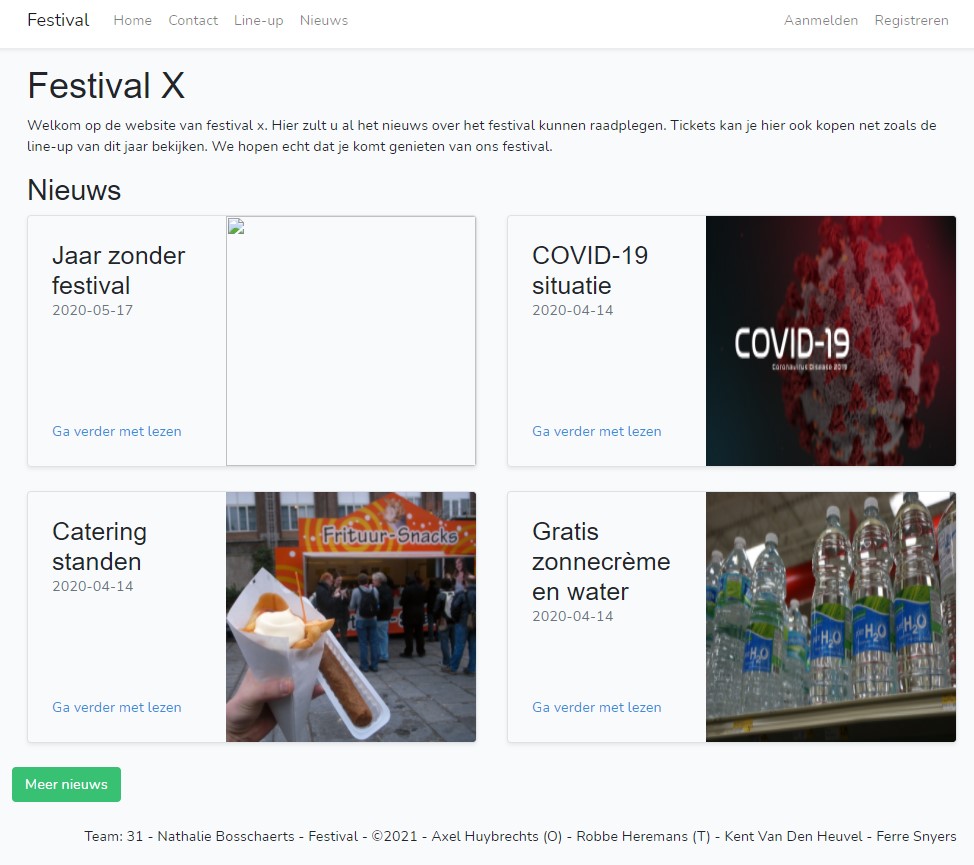 Festival Home Contact Line-up Nieuws Aanmelden Registreren
Festival X
Welkom op de website van festival x. Hier zult u al het nieuws over het festival kunnen raadplegen. Tickets kan je hier ook kopen net zoals de
line-up van dit jaar bekijken. We hopen echt dat je komt genieten van ons festival.
Nieuws
Jaar zonder
festival
2020-05-17
Ga verder met lezen
COVID-19
situatie
2020-04-14
Ga verder met lezen
COVID-19
Coronavirus Disease 2019
Catering
standen
2020-04-14
Ga verder met lezen
Frituur-Snacks
Gratis
zonnecrème
en water
2020-04-14
Ga verder met lezen
H2O
H2O
H2O
H2O
Meer nieuws
Team: 31 - Nathalie Bosschaerts - Festival - ©2021 - Axel Huybrechts (O) - Robbe Heremans (T) - Kent Van Den Heuvel - Ferre Snyers